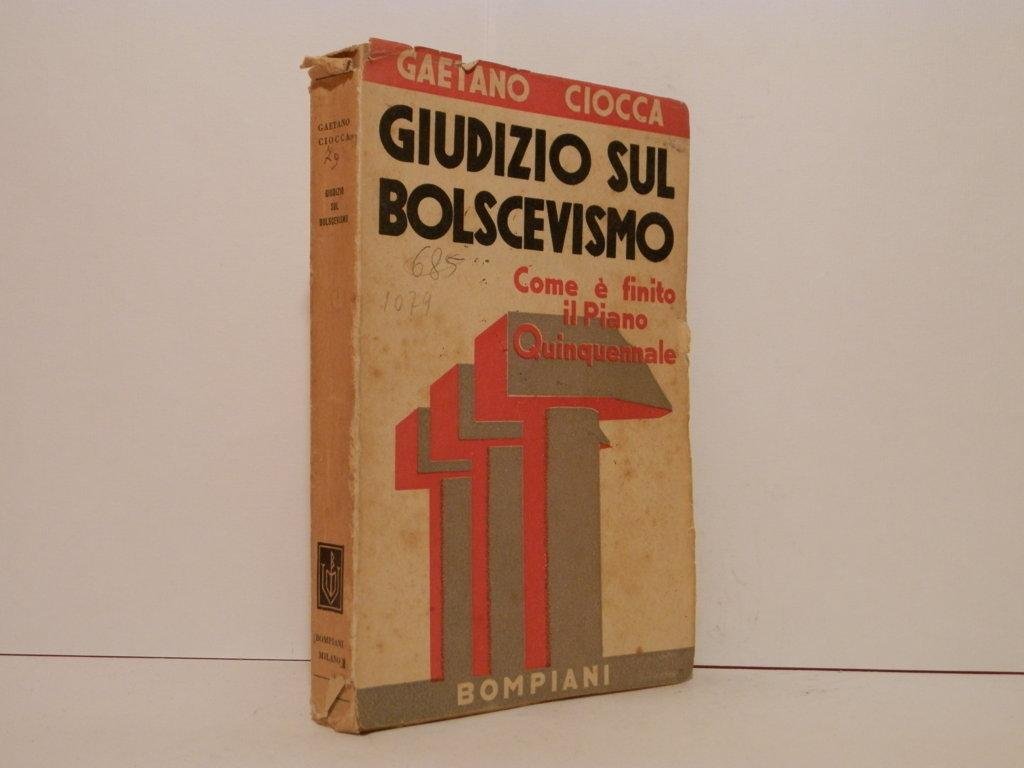 GAETANO CIOCCA
GIUDIZIO SUL
BOLSCEVISMO
685
1079
Come è finito
il Piano
Quinquennale
BOMPIANI
GAETANO
CIOCCA
29
GIUDIZIO
SUL
BOLSCEVISMO
BOMPIANI
MILANO